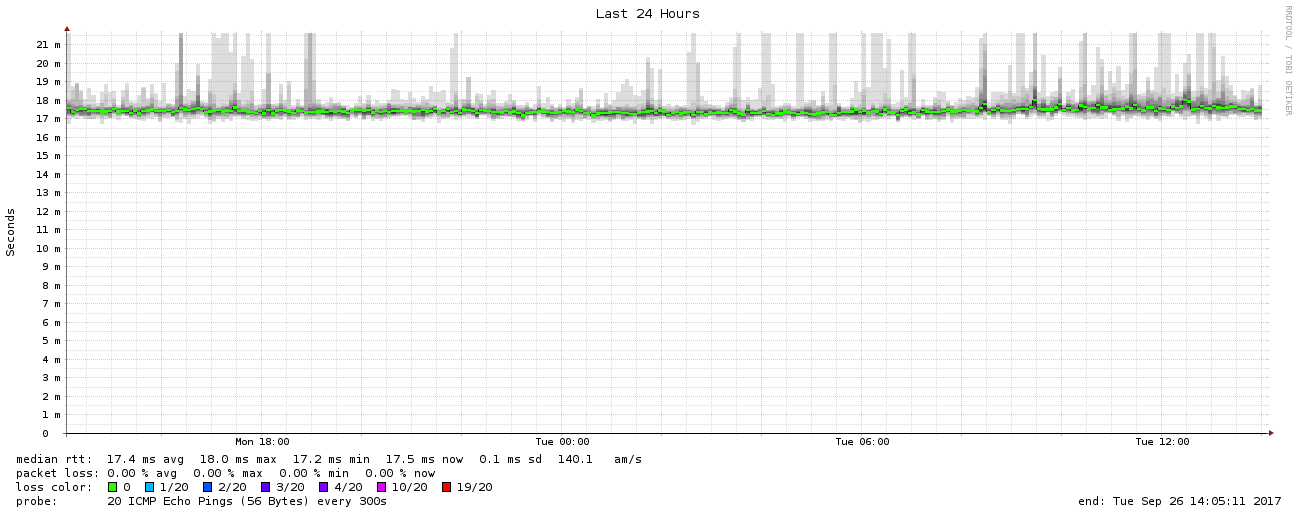 Last 24 Hours
RRDTOOL / TOBI OETIKER
Seconds
21 m
20 m
19 m
18 m
17 m
16 m
15 m
14 m
13 m
12 m
11 m
10 m
9 m
8 m
7 m
6 m
5 m
4 m
3 m
2 m
1 m
0
Mon 18:00 Tue 00:00 Tue 06:00 Tue 12:00
median rtt: 17.4 ms avg 18.0 ms max 17.2 ms min 17.5 ms now 0.1 ms sd 140.1 am/s
packet loss: 0.00 % avg 0.00 % max 0.00 % min 0.00 % now
loss color: 0 1/20 2/20 3/20 4/20 10/20 19/20
probe: 20 ICMP Echo Pings (56 Bytes) every 300s end: Tue Sep 26 14:05:11 2017